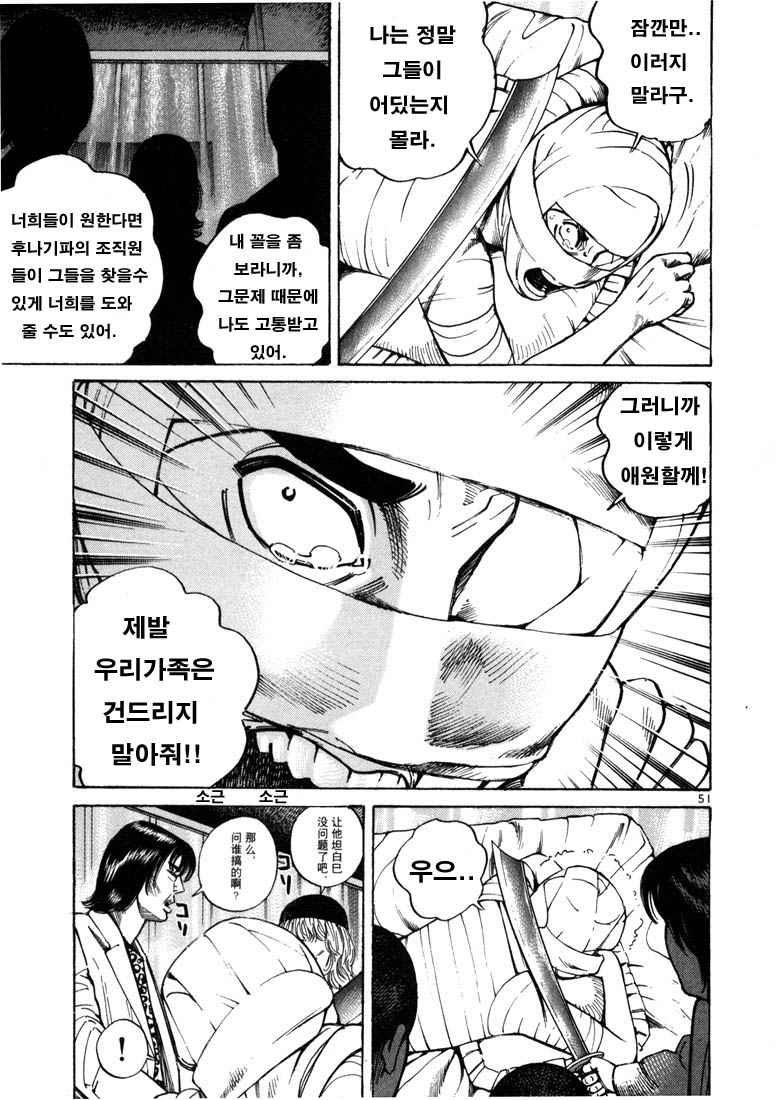 잠깐만..
이러지
말라구.
나는 정말
그들이
어딨는지
몰라.
내 꼴을 좀
보라니까,
그문제 때문에
나도 고통받고
있어.
너희들이 원한다면
후나기파의 조직원
들이 그들을 찾을수
있게 너희를 도와
줄 수도 있어.
그러니까
이렇게
애원할께!
제발
우리가족은
건드리지
말아줘!!
51
우으..
소근 소근
让他坦白巳
没问题了吧.
那么,
问谁搞的啊?
コソ
コソ
!